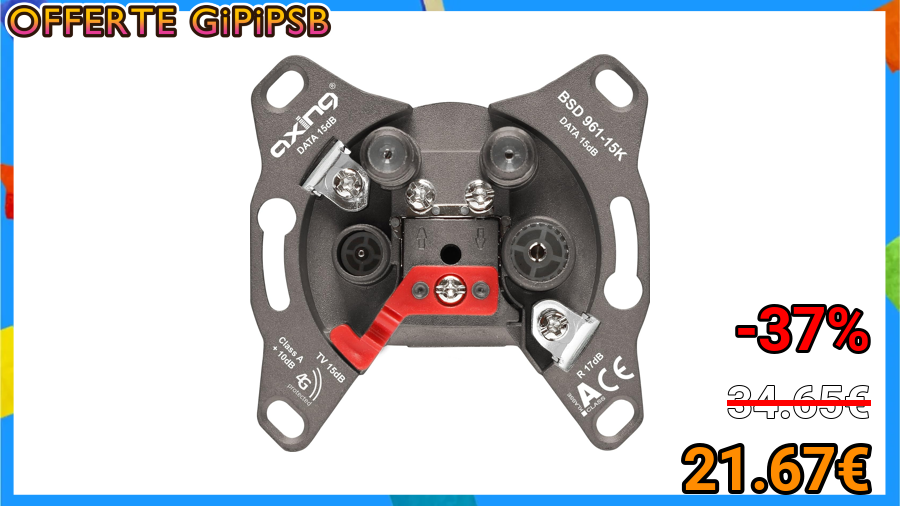 OFFERTE GiPiPSB
axing®
DATA 15dB
BSD 961-15K
DATA 15dB
Class A
+ 10dB
4G
protected
TV 15dB
R 17dB
A CE
CLASS
-37%
34.65€
21.67€